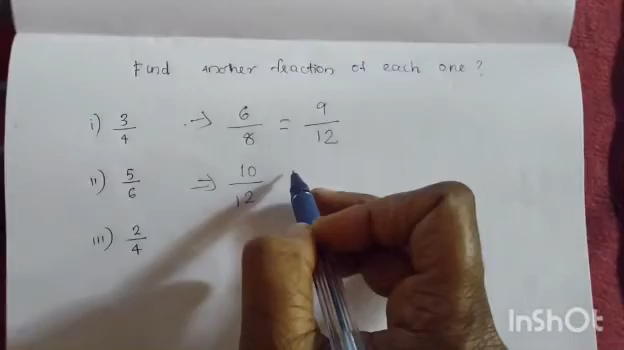 Find another fraction of each one ?
i) 3/4 → 6/8 = 9/12
ii) 5/6 ⇒ 10/12
iii) 2/4
InShOt